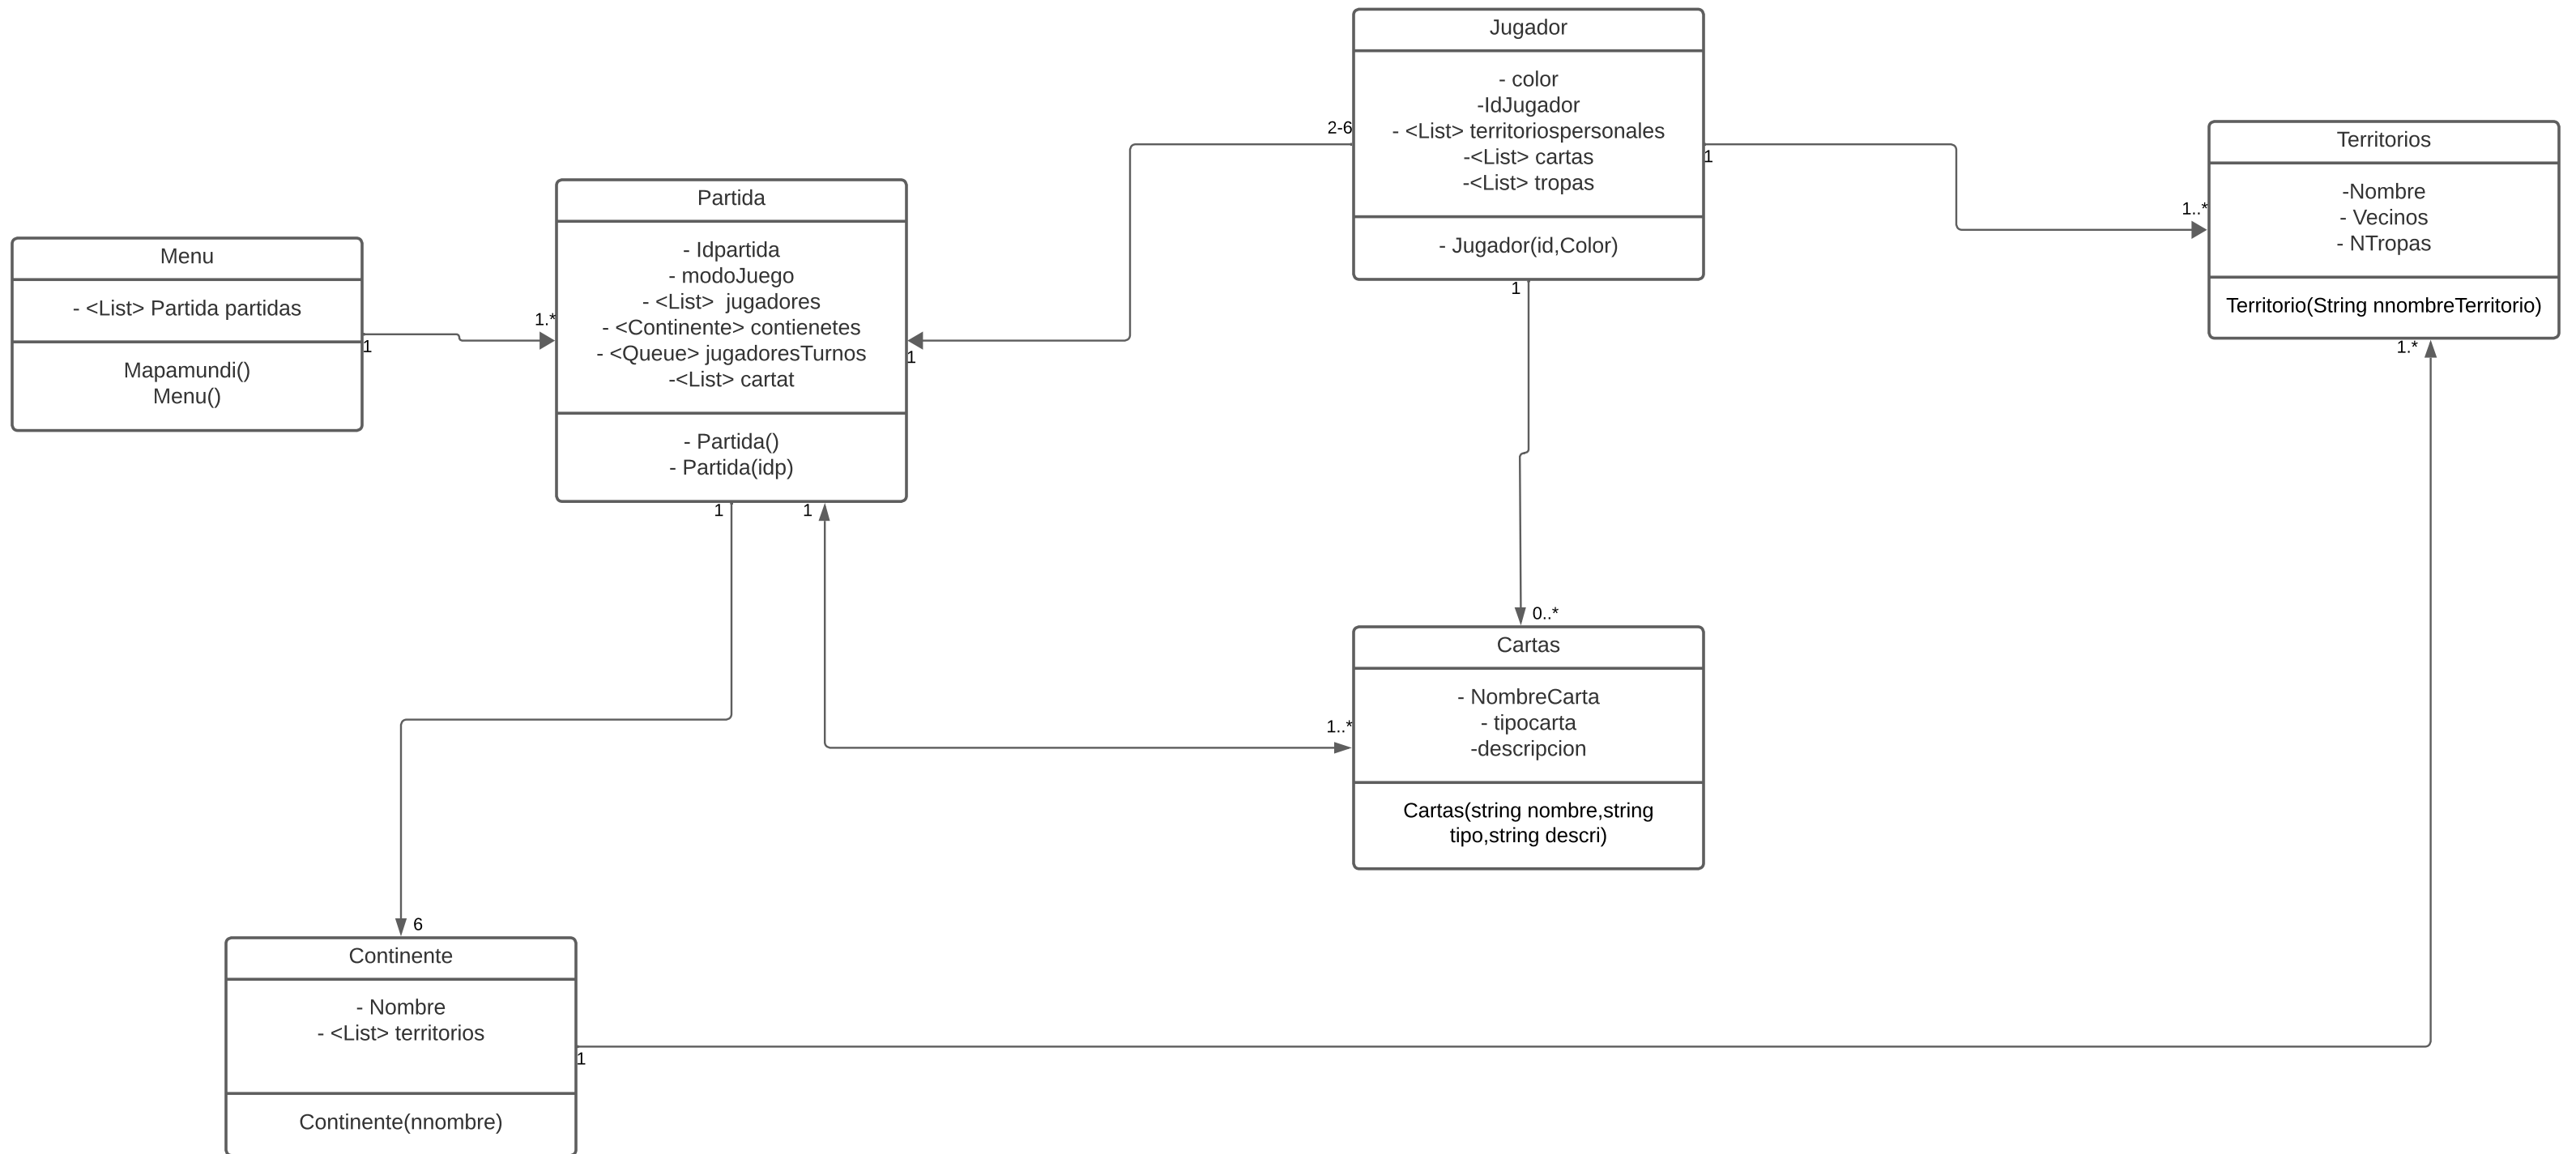 Menu
- <List> Partida partidas
Mapamundi()
Menu()
1
1.*
Partida
- Idpartida
- modoJuego
- <List>  jugadores
- <Continente> contienetes
- <Queue> jugadoresTurnos
-<List> cartat
- Partida()
- Partida(idp)
1
1
1
2-6
Jugador
- color
-IdJugador
- <List> territoriospersonales
-<List> cartas
-<List> tropas
- Jugador(id,Color)
1
1
1..*
Territorios
-Nombre
- Vecinos
- NTropas
Territorio(String nnombreTerritorio)
1.*
0..*
1..*
Cartas
- NombreCarta
- tipocarta
-descripcion
Cartas(string nombre,string
tipo,string descri)
6
Continente
- Nombre
- <List> territorios
Continente(nnombre)
1